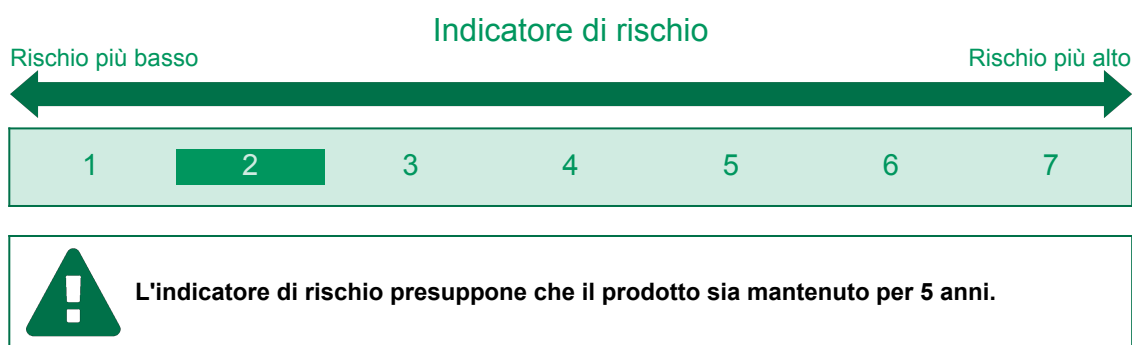 Indicatore di rischio
Rischio più basso Rischio più alto
1 2 3 4 5 6 7
L'indicatore di rischio presuppone che il prodotto sia mantenuto per 5 anni.